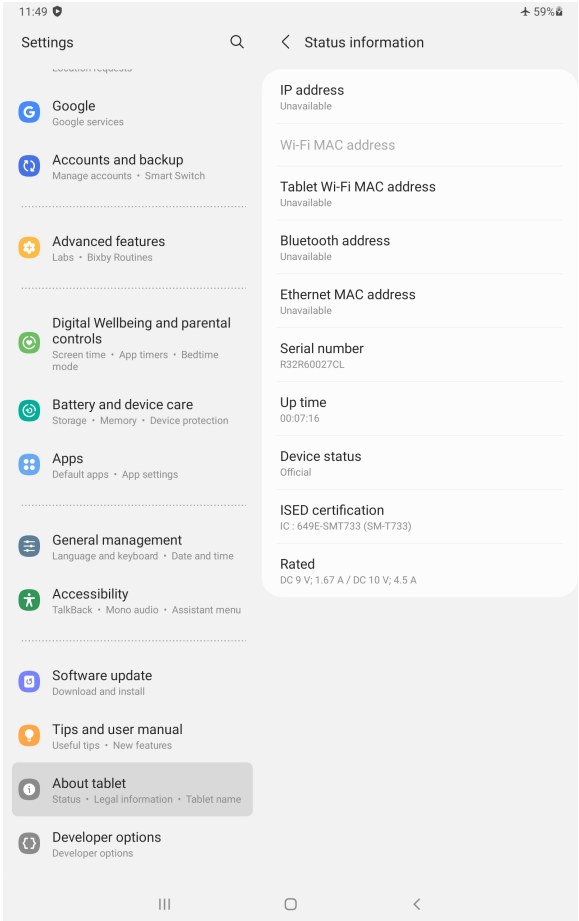 11:49
59%
Settings
Status information
Location requests
Google
Google services
Accounts and backup
Manage accounts • Smart Switch
Advanced features
Labs • Bixby Routines
Digital Wellbeing and parental
controls
Screen time • App timers • Bedtime
mode
Battery and device care
Storage • Memory • Device protection
Apps
Default apps • App settings
General management
Language and keyboard • Date and time
Accessibility
TalkBack • Mono audio • Assistant menu
Software update
Download and install
Tips and user manual
Useful tips • New features
About tablet
Status • Legal information • Tablet name
Developer options
Developer options
IP address
Unavailable
Wi-Fi MAC address
Tablet Wi-Fi MAC address
Unavailable
Bluetooth address
Unavailable
Ethernet MAC address
Unavailable
Serial number
R32R60027CL
Up time
00:07:16
Device status
Official
ISED certification
IC : 649E-SMT733 (SM-T733)
Rated
DC 9 V; 1.67 A / DC 10 V; 4.5 A